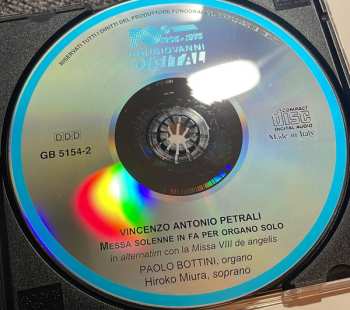 RISERVATI TUTTI I DIRITTI DEL PRODUTTORE FONOGRAFICO
BONGIOVANNI
DIGITAL
DDD
GB 5154-2
COMPACT
disc
DIGITAL AUDIO
Made in Italy
VINCENZO ANTONIO PETRALI
MESSA SOLENNE IN FA PER ORGANO SOLO
in alternatim con la Missa VIII de angelis
PAOLO BOTTINI, organo
Hiroko Miura, soprano